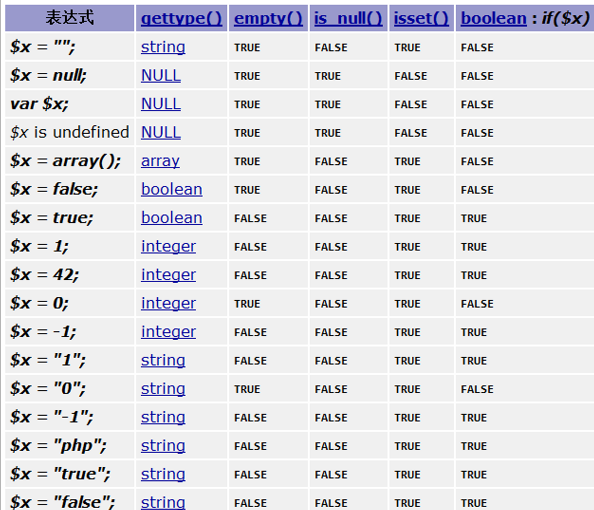 表达式 gettype() empty() is_null() isset() boolean : if($x)
$x = ""; string TRUE FALSE TRUE FALSE
$x = null; NULL TRUE TRUE FALSE FALSE
var $x; NULL TRUE TRUE FALSE FALSE
$x is undefined NULL TRUE TRUE FALSE FALSE
$x = array(); array TRUE FALSE TRUE FALSE
$x = false; boolean TRUE FALSE TRUE FALSE
$x = true; boolean FALSE FALSE TRUE TRUE
$x = 1; integer FALSE FALSE TRUE TRUE
$x = 42; integer FALSE FALSE TRUE TRUE
$x = 0; integer TRUE FALSE TRUE FALSE
$x = -1; integer FALSE FALSE TRUE TRUE
$x = "1"; string FALSE FALSE TRUE TRUE
$x = "0"; string TRUE FALSE TRUE FALSE
$x = "-1"; string FALSE FALSE TRUE TRUE
$x = "php"; string FALSE FALSE TRUE TRUE
$x = "true"; string FALSE FALSE TRUE TRUE
$x = "false"; string FALSE FALSE TRUE TRUE